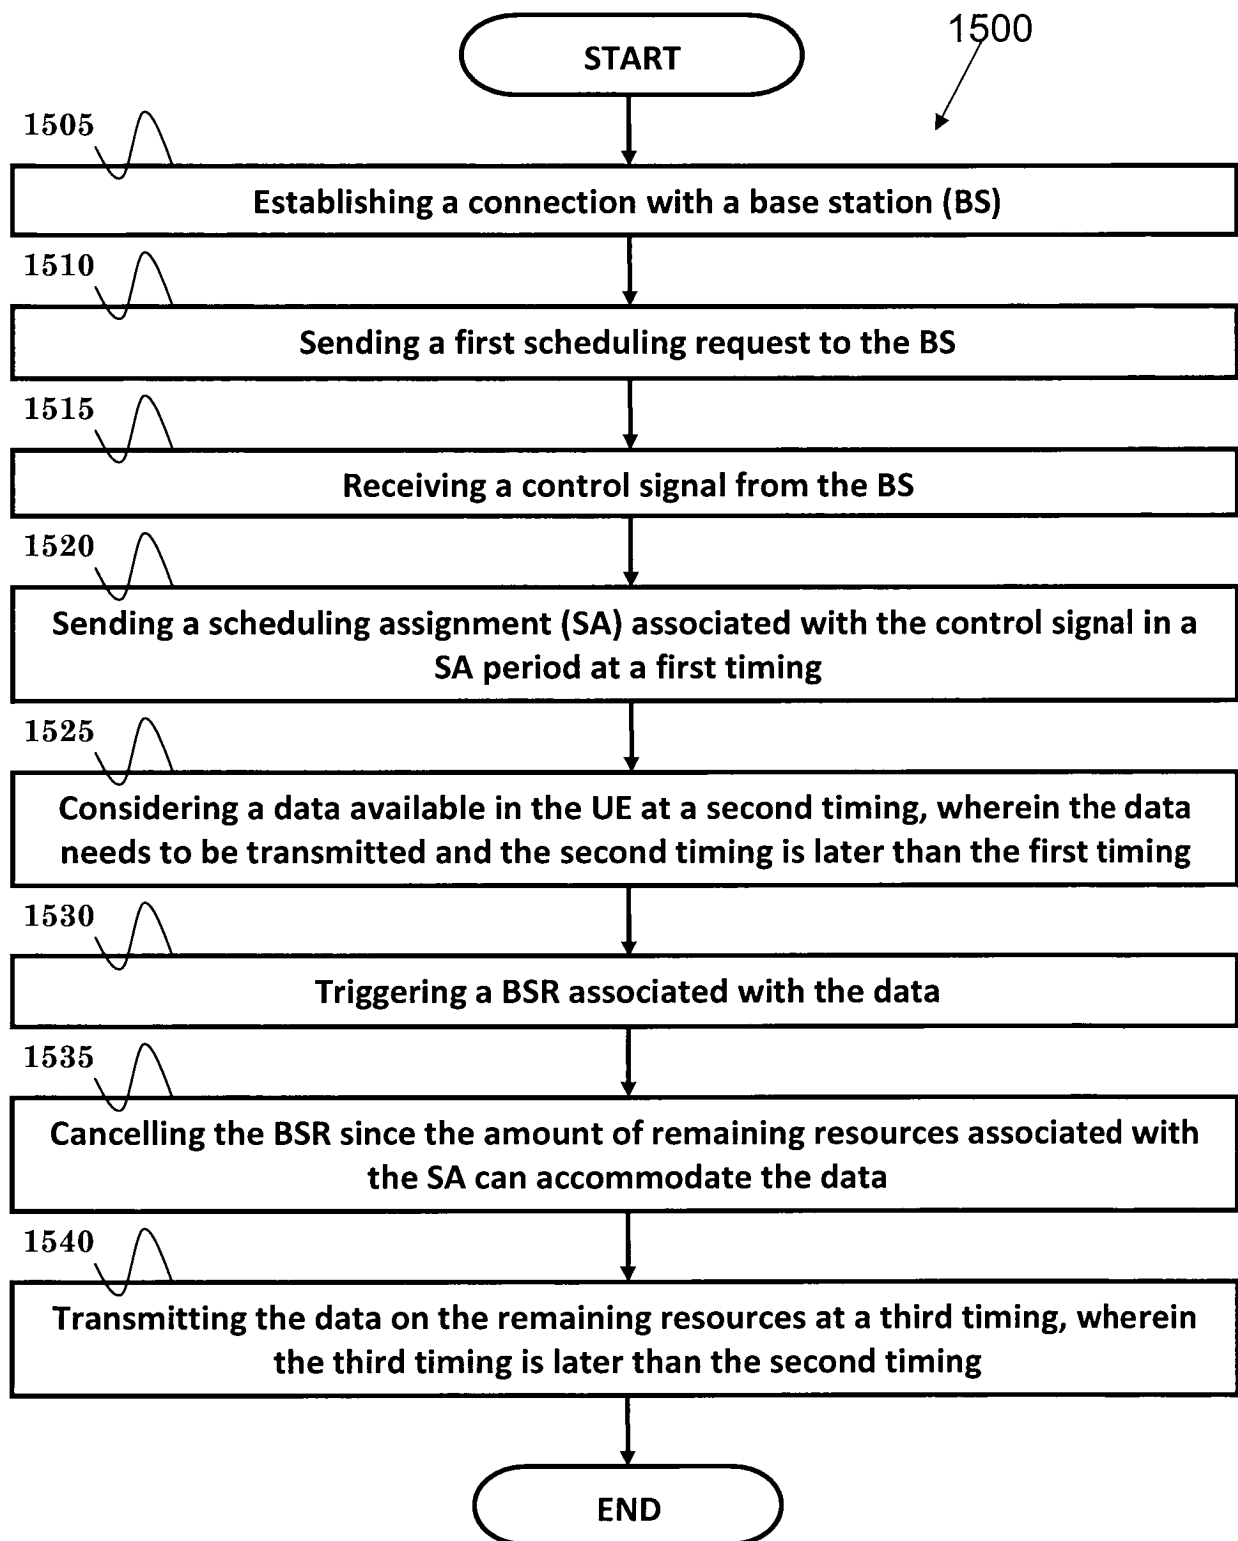 1500
START
1505
Establishing a connection with a base station (BS)
1510
Sending a first scheduling request to the BS
1515
Receiving a control signal from the BS
1520
Sending a scheduling assignment (SA) associated with the control signal in a
SA period at a first timing
1525
Considering a data available in the UE at a second timing, wherein the data
needs to be transmitted and the second timing is later than the first timing
1530
Triggering a BSR associated with the data
1535
Cancelling the BSR since the amount of remaining resources associated with
the SA can accommodate the data
1540
Transmitting the data on the remaining resources at a third timing, wherein
the third timing is later than the second timing
END